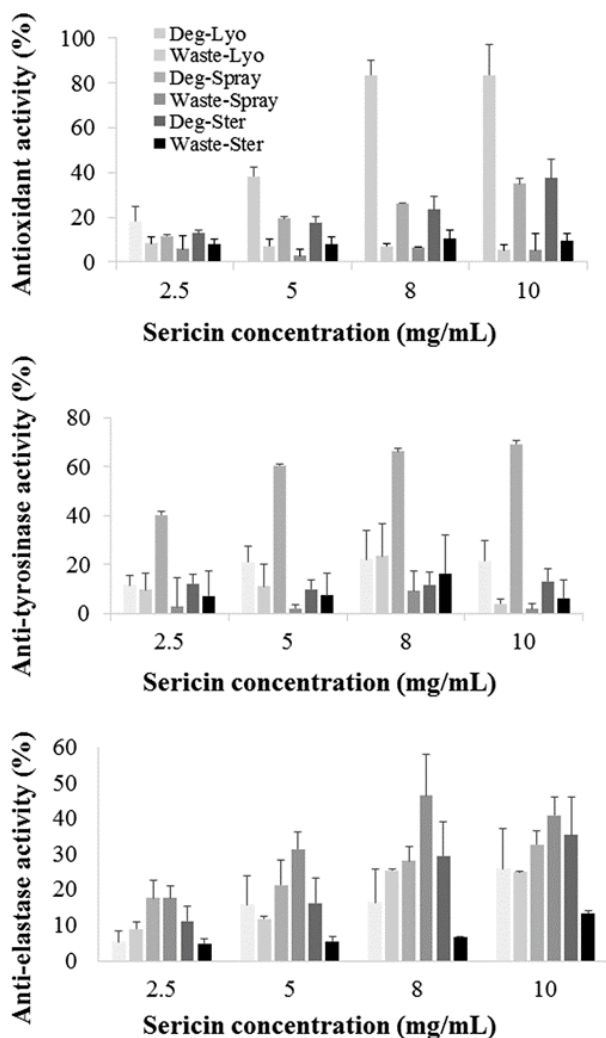 Antioxidant activity (%)
100
80
60
40
20
0
Deg-Lyo
Waste-Lyo
Deg-Spray
Waste-Spray
Deg-Ster
Waste-Ster
2.5 5 8 10
Sericin concentration (mg/mL)
Anti-tyrosinase activity (%)
80
60
40
20
0
2.5 5 8 10
Sericin concentration (mg/mL)
Anti-elastase activity (%)
60
50
40
30
20
10
0
2.5 5 8 10
Sericin concentration (mg/mL)